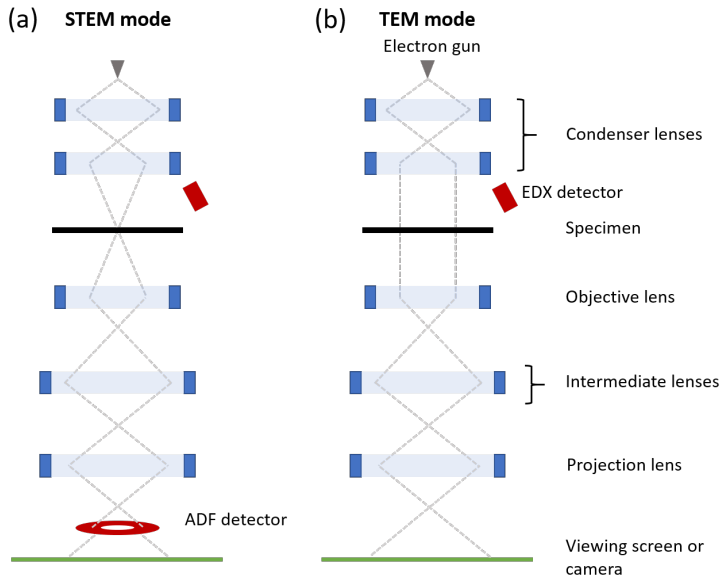 (a)
STEM mode
(b)
TEM mode
Electron gun
Condenser lenses
EDX detector
Specimen
Objective lens
Intermediate lenses
Projection lens
ADF detector
Viewing screen or
camera